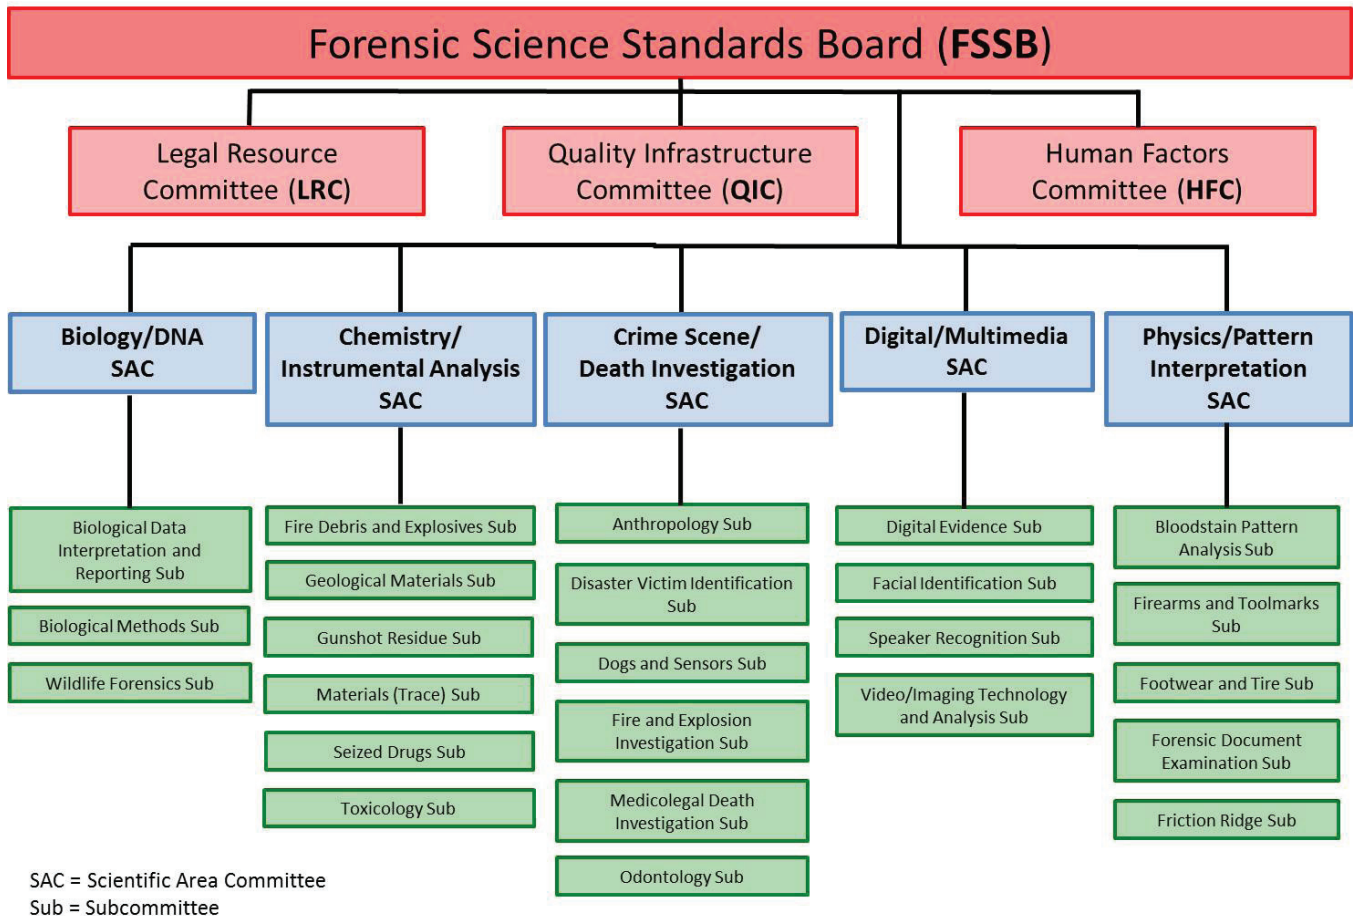 Forensic Science Standards Board (FSSB)
Legal Resource
Committee (LRC)
Quality Infrastructure
Committee (QIC)
Human Factors
Committee (HFC)
Biology/DNA
SAC
Chemistry/
Instrumental Analysis
SAC
Crime Scene/
Death Investigation
SAC
Digital/Multimedia
SAC
Physics/Pattern
Interpretation
SAC
Biological Data
Interpretation and
Reporting Sub
Biological Methods Sub
Wildlife Forensics Sub
Fire Debris and Explosives Sub
Geological Materials Sub
Gunshot Residue Sub
Materials (Trace) Sub
Seized Drugs Sub
Toxicology Sub
Anthropology Sub
Disaster Victim Identification
Sub
Dogs and Sensors Sub
Fire and Explosion
Investigation Sub
Medicolegal Death
Investigation Sub
Odontology Sub
Digital Evidence Sub
Facial Identification Sub
Speaker Recognition Sub
Video/Imaging Technology
and Analysis Sub
Bloodstain Pattern
Analysis Sub
Firearms and Toolmarks
Sub
Footwear and Tire Sub
Forensic Document
Examination Sub
Friction Ridge Sub
SAC = Scientific Area Committee
Sub = Subcommittee